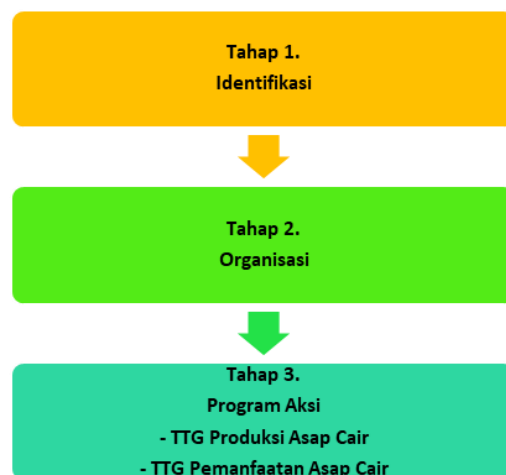 Tahap 1.
Identifikasi
Tahap 2.
Organisasi
Tahap 3.
Program Aksi
- TTG Produksi Asap Cair
- TTG Pemanfaatan Asap Cair